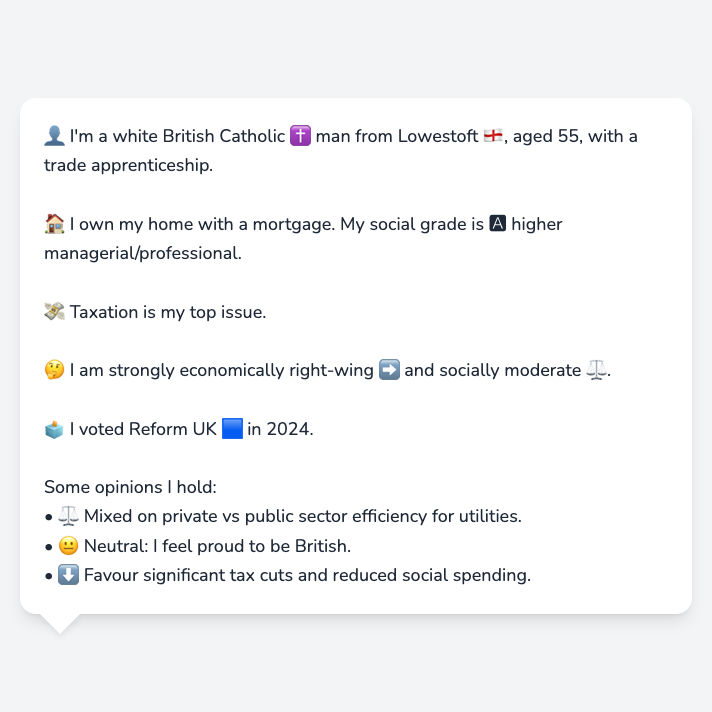 👤 I'm a white British Catholic ✝️ man from Lowestoft 🏴󠁧󠁢󠁥󠁮󠁧󠁿, aged 55, with a
trade apprenticeship.
🏠 I own my home with a mortgage. My social grade is 🅰 higher
managerial/professional.
💸 Taxation is my top issue.
🤔 I am strongly economically right-wing ➡️ and socially moderate ⚖️.
🗳️ I voted Reform UK 🟦 in 2024.
Some opinions I hold:
• ⚖️ Mixed on private vs public sector efficiency for utilities.
• 😐 Neutral: I feel proud to be British.
• ⬇️ Favour significant tax cuts and reduced social spending.